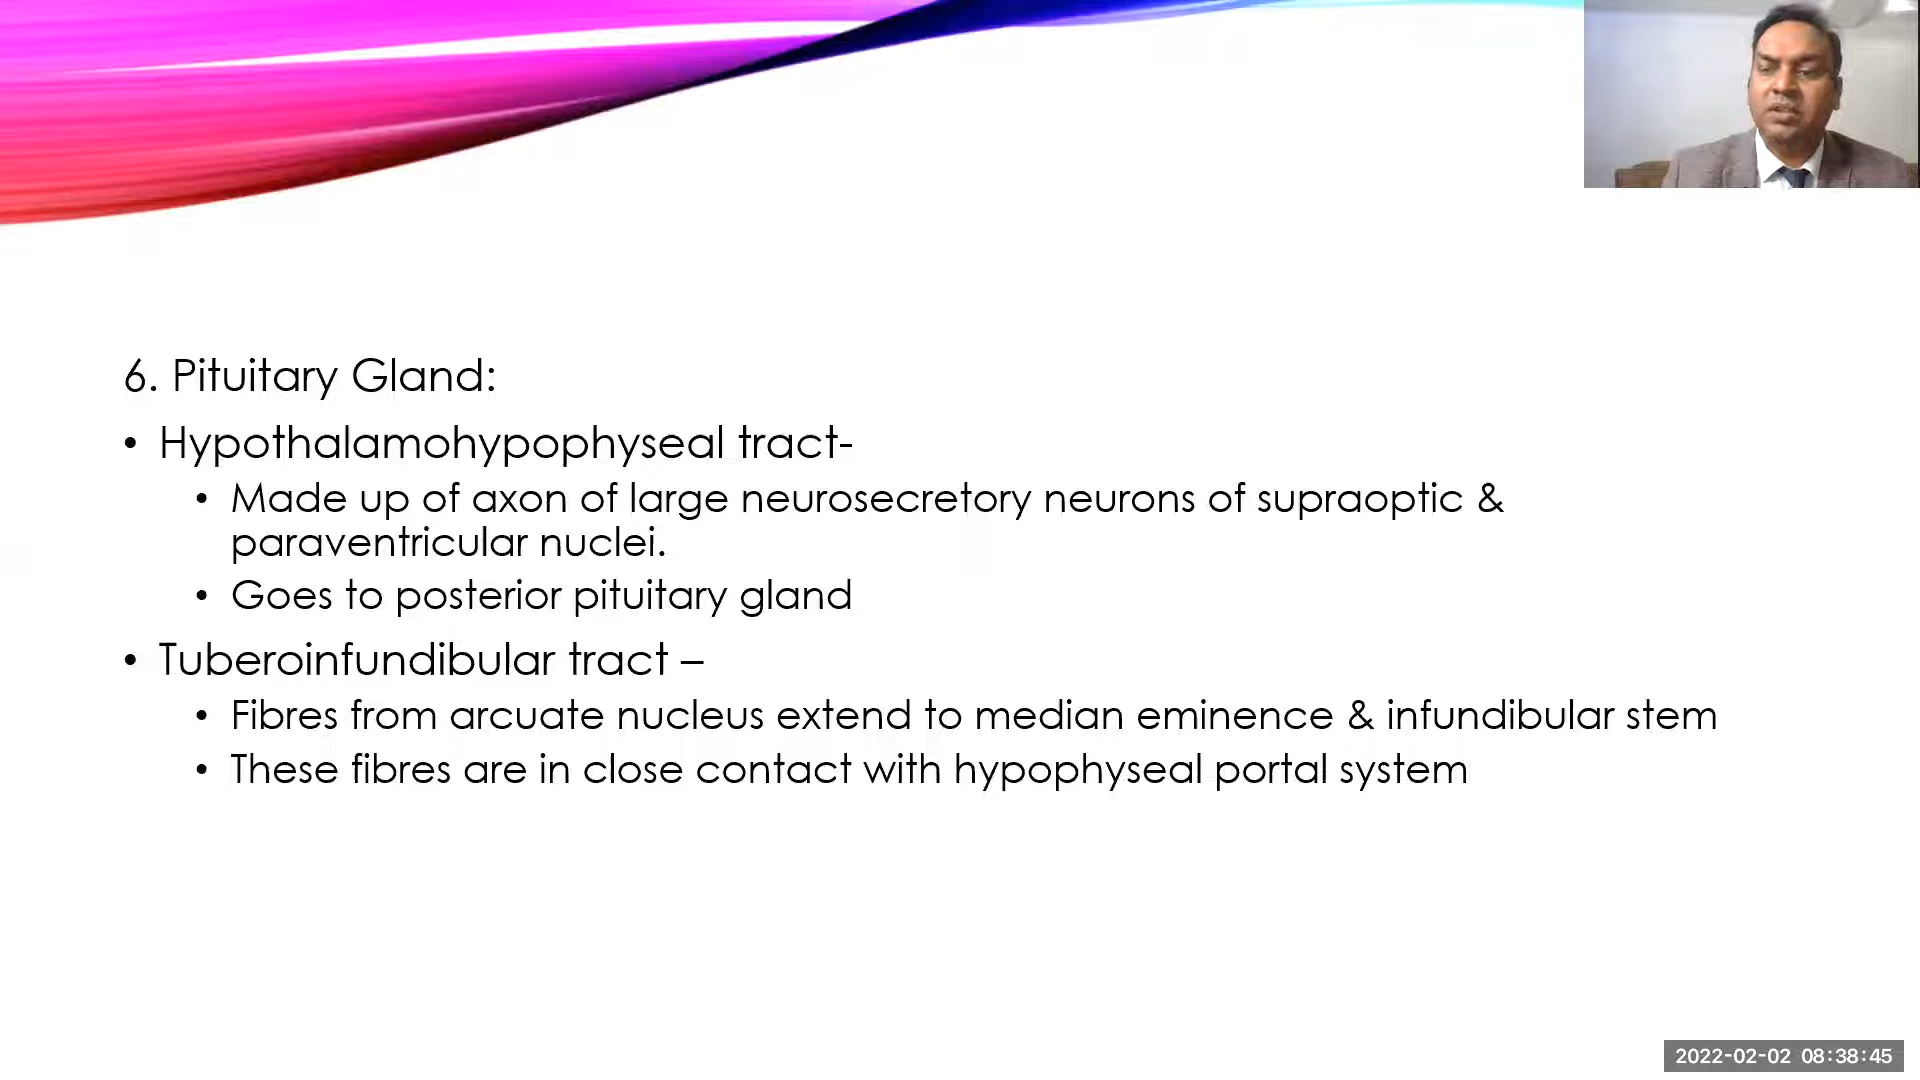 6. Pituitary Gland:
• Hypothalamohypophyseal tract-
• Made up of axon of large neurosecretory neurons of supraoptic &
paraventricular nuclei.
• Goes to posterior pituitary gland
• Tuberoinfundibular tract –
• Fibres from arcuate nucleus extend to median eminence & infundibular stem
• These fibres are in close contact with hypophyseal portal system
2022-02-02 08:38:45